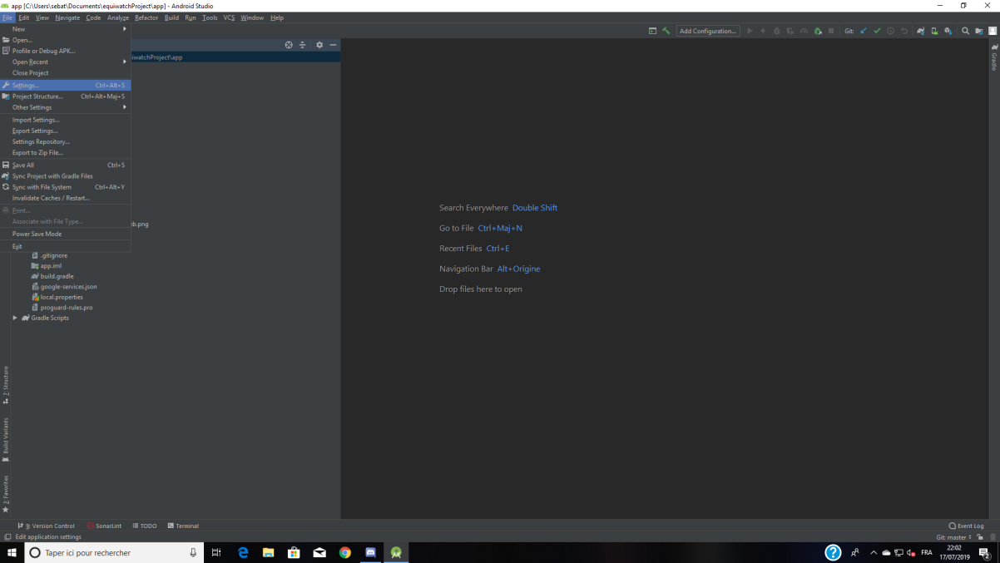 app [C:\Users\sebat\Documents\equiwatchProject\app] - Android Studio
File Edit View Navigate Code Analyze Refactor Build Run Tools VCS Window Help
New
Open...
Profile or Debug APK...
Open Recent
Close Project
Settings... Ctrl+Alt+S
Project Structure... Ctrl+Alt+Maj+S
Other Settings
Import Settings...
Export Settings...
Settings Repository...
Export to Zip File...
Save All Ctrl+S
Sync Project with Gradle Files
Sync with File System Ctrl+Alt+Y
Invalidate Caches / Restart...
Print...
Associate with File Type...
Power Save Mode
Exit
Add Configuration...
Git:
iwatchProject\app
ib.png
.gitignore
app.iml
build.gradle
google-services.json
local.properties
proguard-rules.pro
Gradle Scripts
Search Everywhere Double Shift
Go to File Ctrl+Maj+N
Recent Files Ctrl+E
Navigation Bar Alt+Origine
Drop files here to open
Gradle
Z: Structure
Build Variants
2: Favorites
9: Version Control SonarLint TODO Terminal Event Log
Edit application settings Git: master
Taper ici pour rechercher
FRA
22:02
17/07/2019
2